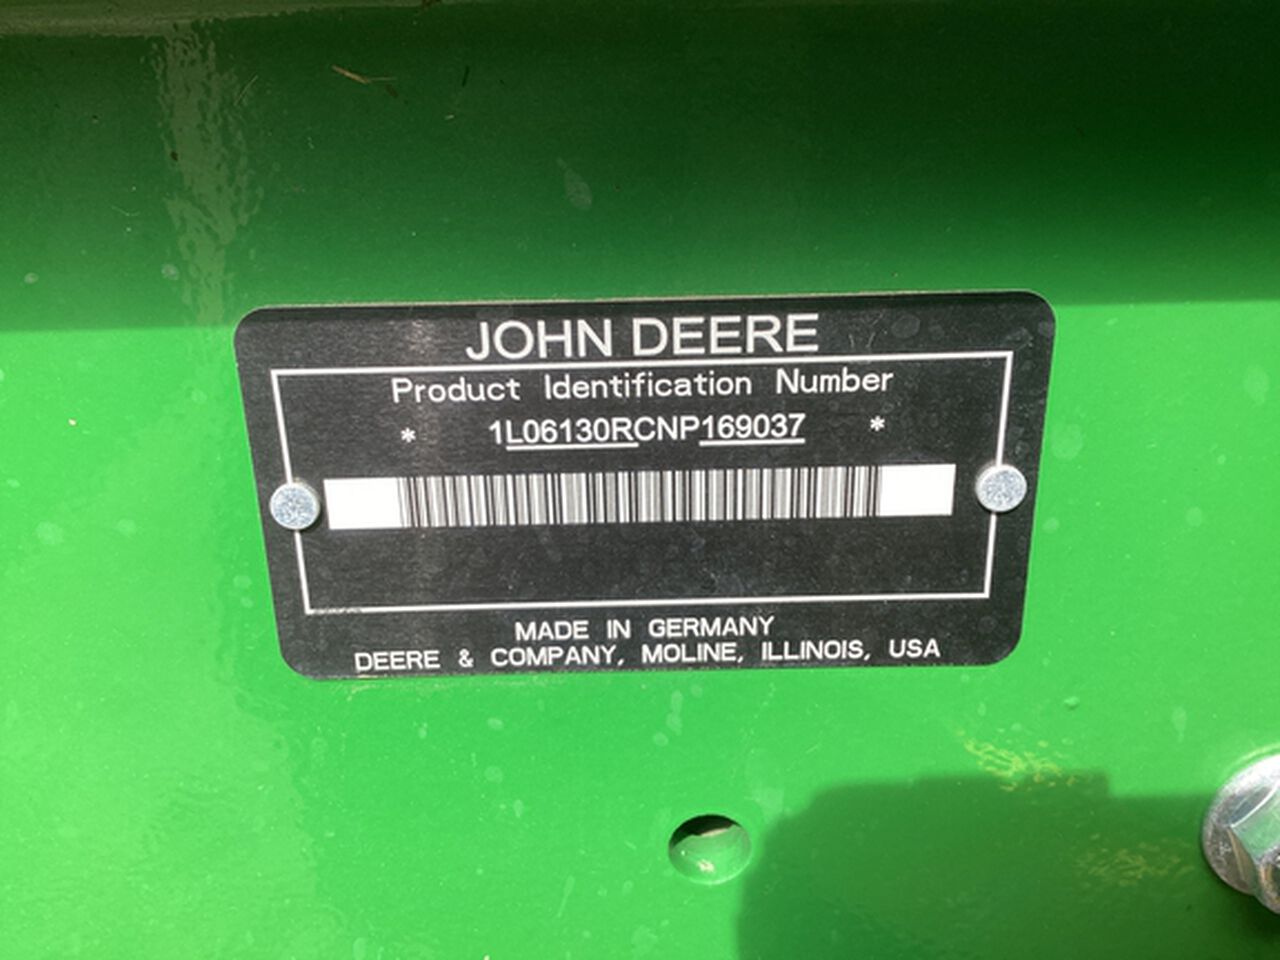 JOHN DEERE
Product Identification Number
* 1L06130RCNP169037 *
MADE IN GERMANY
DEERE & COMPANY, MOLINE, ILLINOIS, USA